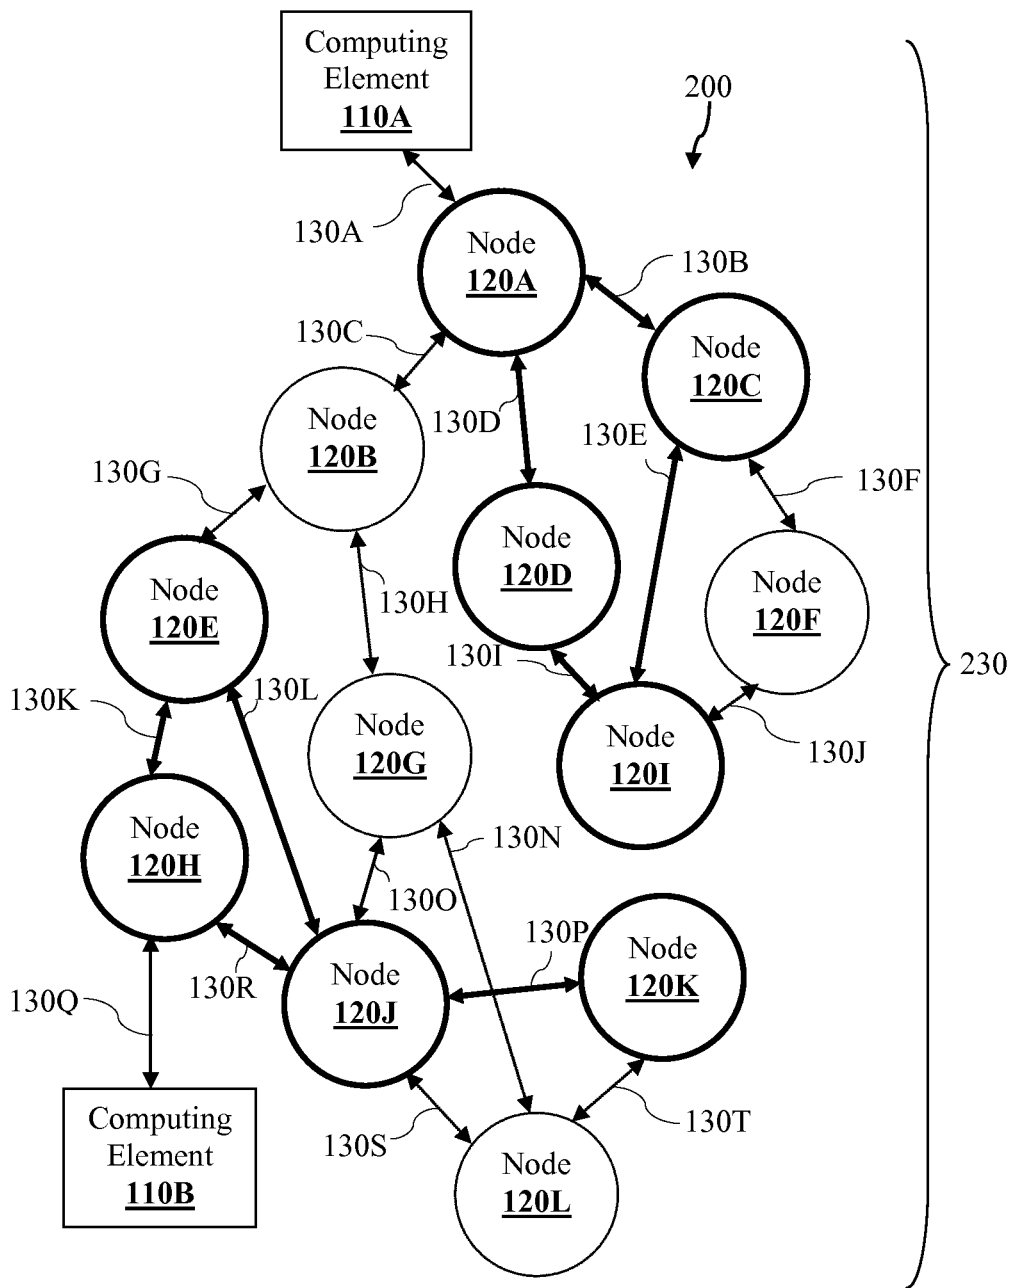 Computing
Element
110A
200
130A
Node
120A
130B
130C
Node
120C
130D
130E
Node
120B
130G
130F
Node
120D
Node
120E
130H
Node
120F
130I
230
130K
130L
Node
120G
Node
120I
130J
Node
120H
130N
130O
130P
Node
120K
130Q
130R
Node
120J
Computing
Element
110B
130S
130T
Node
120L